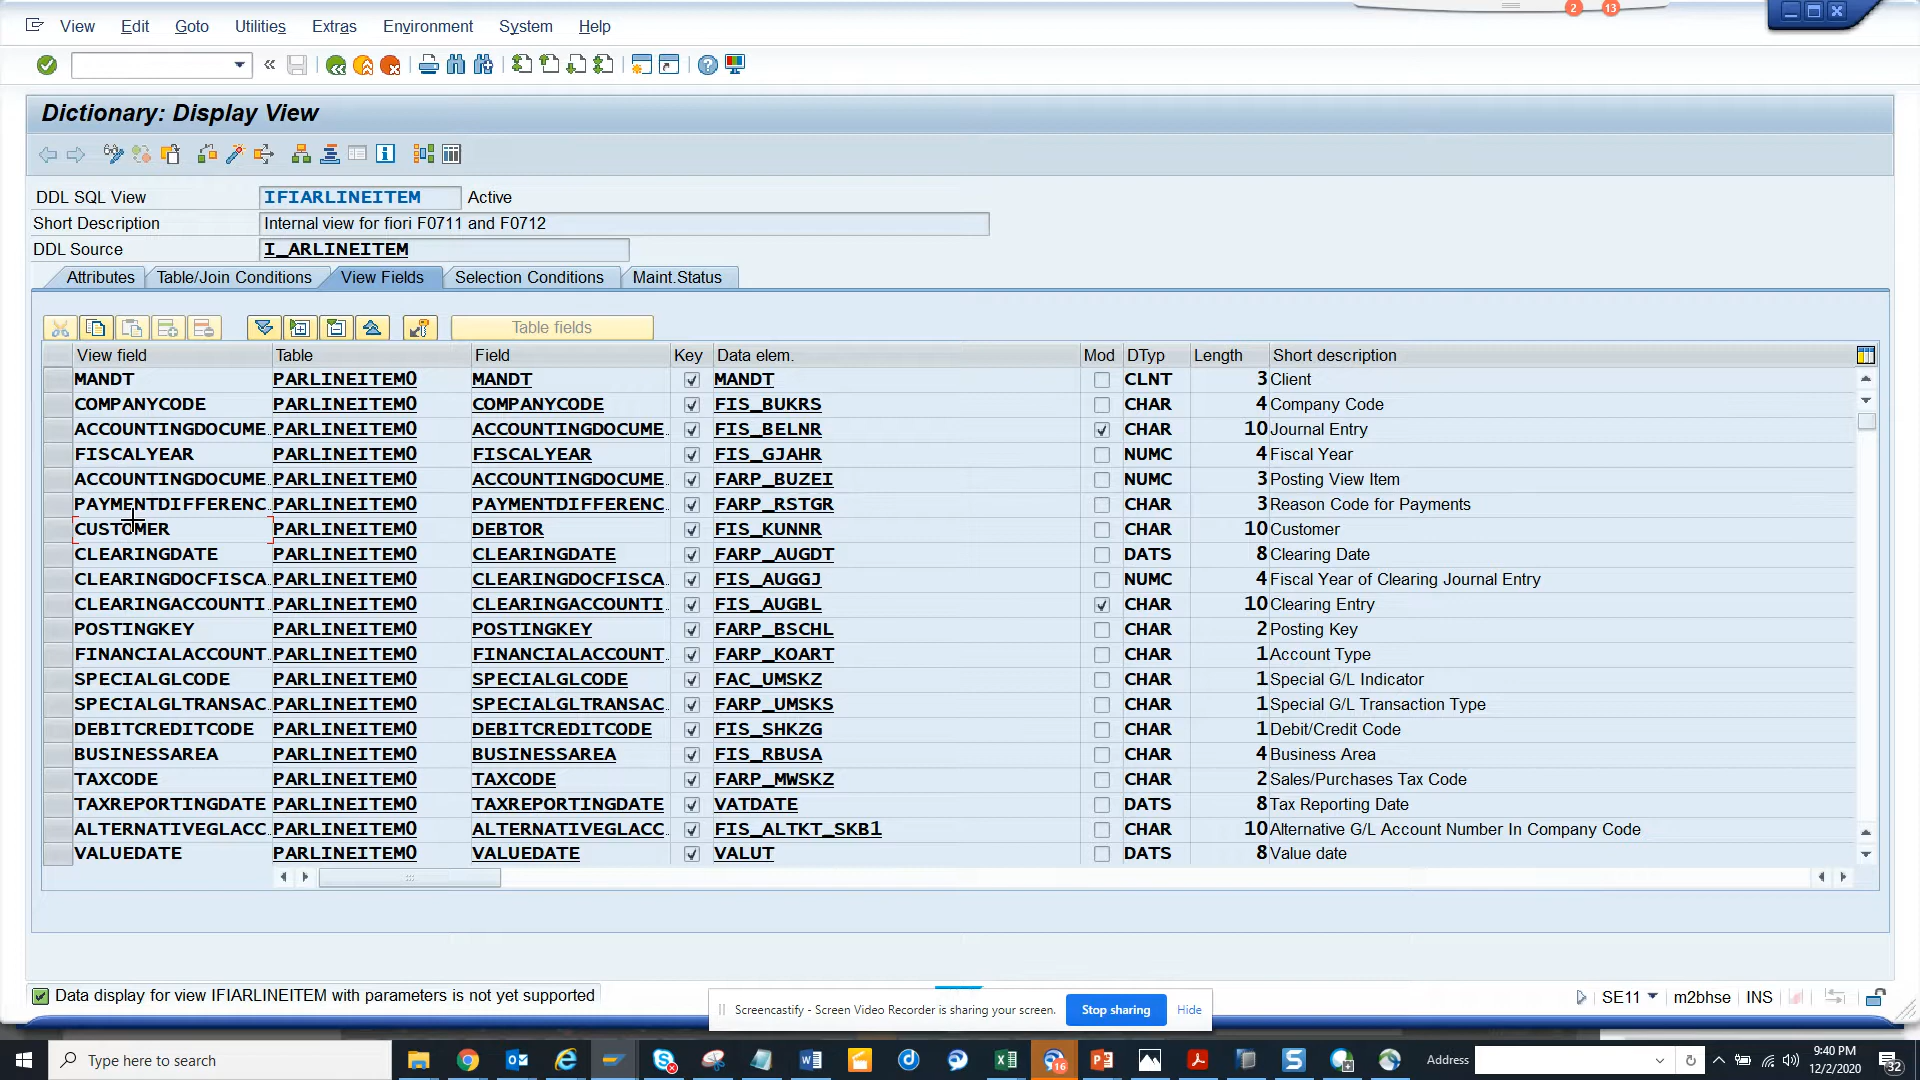 2 13
View Edit Goto Utilities Extras Environment System Help
Dictionary: Display View
DDL SQL View IFIARLINEITEM Active
Short Description Internal view for fiori F0711 and F0712
DDL Source I_ARLINEITEM
Attributes Table/Join Conditions View Fields Selection Conditions Maint.Status
Table fields
View field Table Field Key Data elem. Mod DTyp Length Short description
MANDT PARLINEITEM0 MANDT MANDT CLNT 3 Client
COMPANYCODE PARLINEITEM0 COMPANYCODE FIS_BUKRS CHAR 4 Company Code
ACCOUNTINGDOCUME… PARLINEITEM0 ACCOUNTINGDOCUME… FIS_BELNR CHAR 10 Journal Entry
FISCALYEAR PARLINEITEM0 FISCALYEAR FIS_GJAHR NUMC 4 Fiscal Year
ACCOUNTINGDOCUME… PARLINEITEM0 ACCOUNTINGDOCUME… FARP_BUZEI NUMC 3 Posting View Item
PAYMENTDIFFERENC… PARLINEITEM0 PAYMENTDIFFERENC… FARP_RSTGR CHAR 3 Reason Code for Payments
CUSTOMER PARLINEITEM0 DEBTOR FIS_KUNNR CHAR 10 Customer
CLEARINGDATE PARLINEITEM0 CLEARINGDATE FARP_AUGDT DATS 8 Clearing Date
CLEARINGDOCFISCA… PARLINEITEM0 CLEARINGDOCFISCA… FIS_AUGGJ NUMC 4 Fiscal Year of Clearing Journal Entry
CLEARINGACCOUNTI… PARLINEITEM0 CLEARINGACCOUNTI… FIS_AUGBL CHAR 10 Clearing Entry
POSTINGKEY PARLINEITEM0 POSTINGKEY FARP_BSCHL CHAR 2 Posting Key
FINANCIALACCOUNT… PARLINEITEM0 FINANCIALACCOUNT… FARP_KOART CHAR 1 Account Type
SPECIALGLCODE PARLINEITEM0 SPECIALGLCODE FAC_UMSKZ CHAR 1 Special G/L Indicator
SPECIALGLTRANSAC… PARLINEITEM0 SPECIALGLTRANSAC… FARP_UMSKS CHAR 1 Special G/L Transaction Type
DEBITCREDITCODE PARLINEITEM0 DEBITCREDITCODE FIS_SHKZG CHAR 1 Debit/Credit Code
BUSINESSAREA PARLINEITEM0 BUSINESSAREA FIS_RBUSA CHAR 4 Business Area
TAXCODE PARLINEITEM0 TAXCODE FARP_MWSKZ CHAR 2 Sales/Purchases Tax Code
TAXREPORTINGDATE PARLINEITEM0 TAXREPORTINGDATE VATDATE DATS 8 Tax Reporting Date
ALTERNATIVEGLACC… PARLINEITEM0 ALTERNATIVEGLACC… FIS_ALTKT_SKB1 CHAR 10 Alternative G/L Account Number In Company Code
VALUEDATE PARLINEITEM0 VALUEDATE VALUT DATS 8 Value date
Data display for view IFIARLINEITEM with parameters is not yet supported
SE11 m2bhse INS
Screencastify - Screen Video Recorder is sharing your screen. Stop sharing Hide
Type here to search
16
Address
9:40 PM
12/2/2020
32